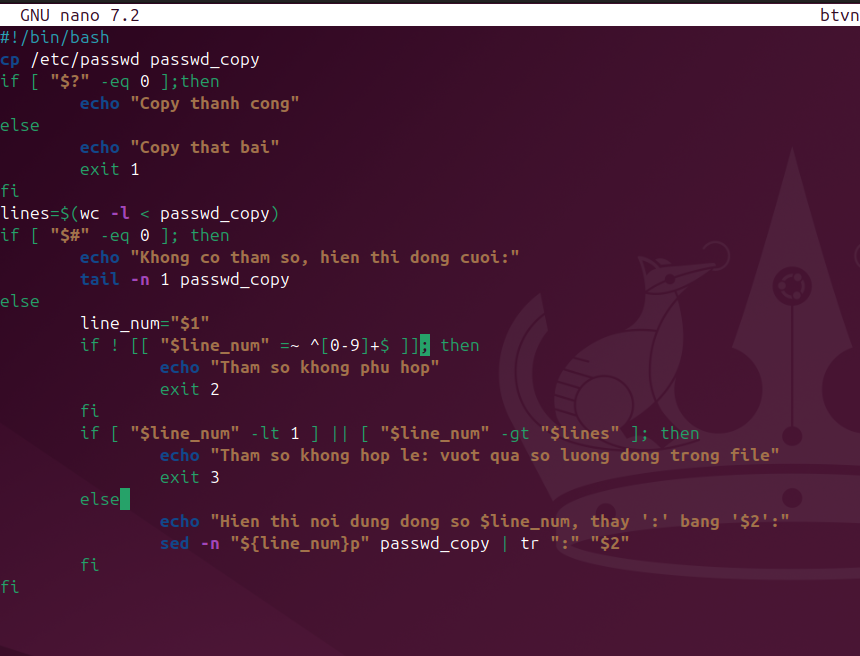 GNU nano 7.2 btvn
#!/bin/bash
cp /etc/passwd passwd_copy
if [ "$?" -eq 0 ];then
        echo "Copy thanh cong"
else
        echo "Copy that bai"
        exit 1
fi
lines=$(wc -l < passwd_copy)
if [ "$#" -eq 0 ]; then
        echo "Khong co tham so, hien thi dong cuoi:"
        tail -n 1 passwd_copy
else
        line_num="$1"
        if ! [[ "$line_num" =~ ^[0-9]+$ ]]; then
                echo "Tham so khong phu hop"
                exit 2
        fi
        if [ "$line_num" -lt 1 ] || [ "$line_num" -gt "$lines" ]; then
                echo "Tham so khong hop le: vuot qua so luong dong trong file"
                exit 3
        else
                echo "Hien thi noi dung dong so $line_num, thay ':' bang '$2':"
                sed -n "${line_num}p" passwd_copy | tr ":" "$2"
        fi
fi